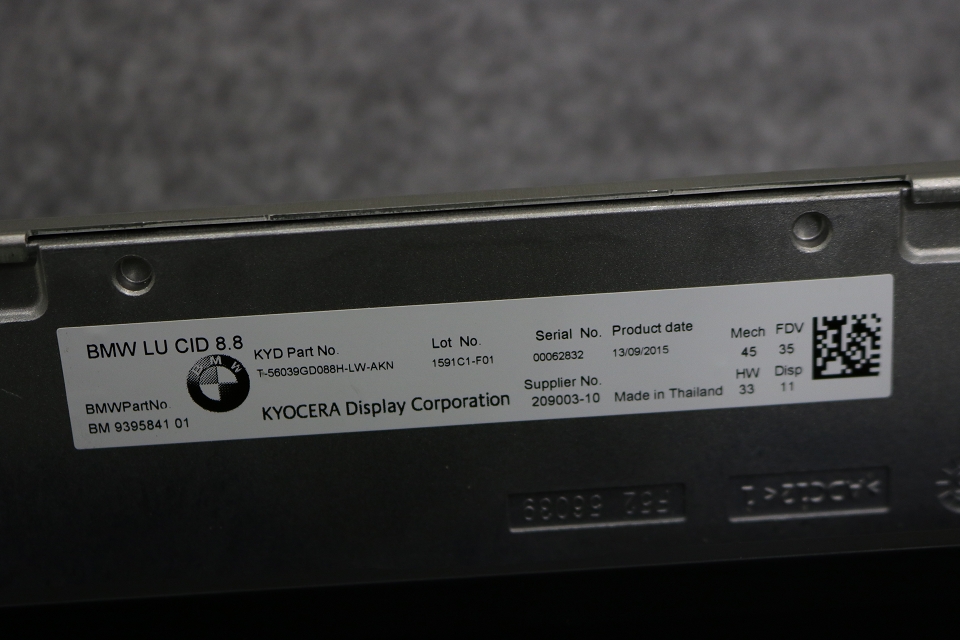 BMW LU CID 8.8
BMW
BMWPartNo.
BM 9395841 01
KYD Part No.
T-56039GD088H-LW-AKN
Lot No.
1591C1-F01
KYOCERA Display Corporation
Serial No.
00062832
Supplier No.
209003-10
Product date
13/09/2015
Made in Thailand
Mech FDV
45 35
HW Disp
33 11
>ADC12<1